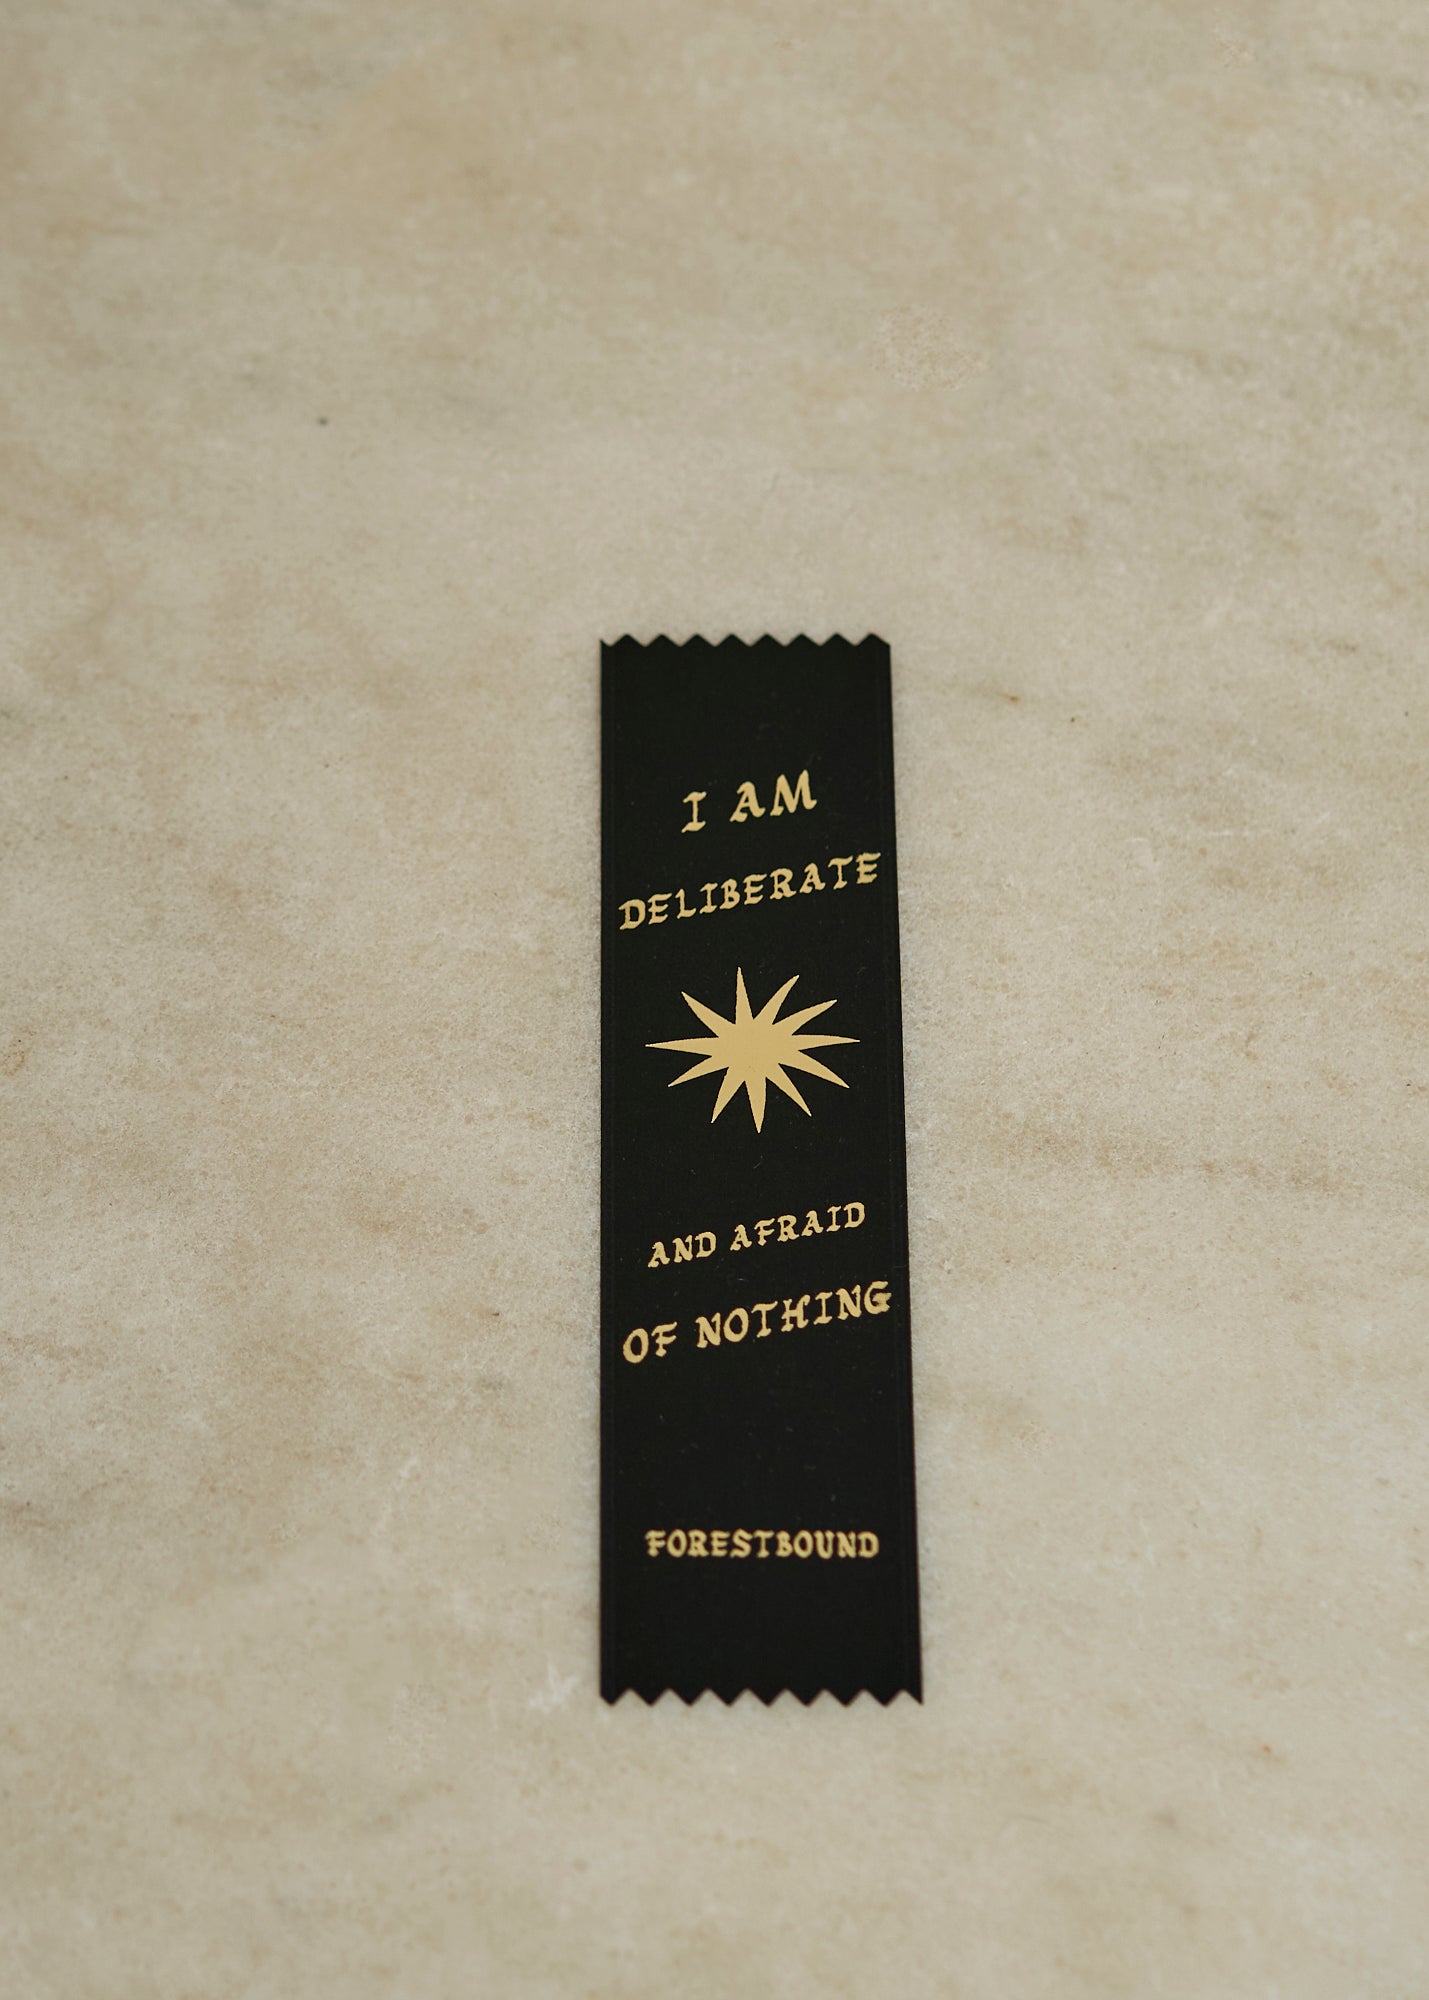 I AM
DELIBERATE
AND AFRAID
OF NOTHING
FORESTBOUND